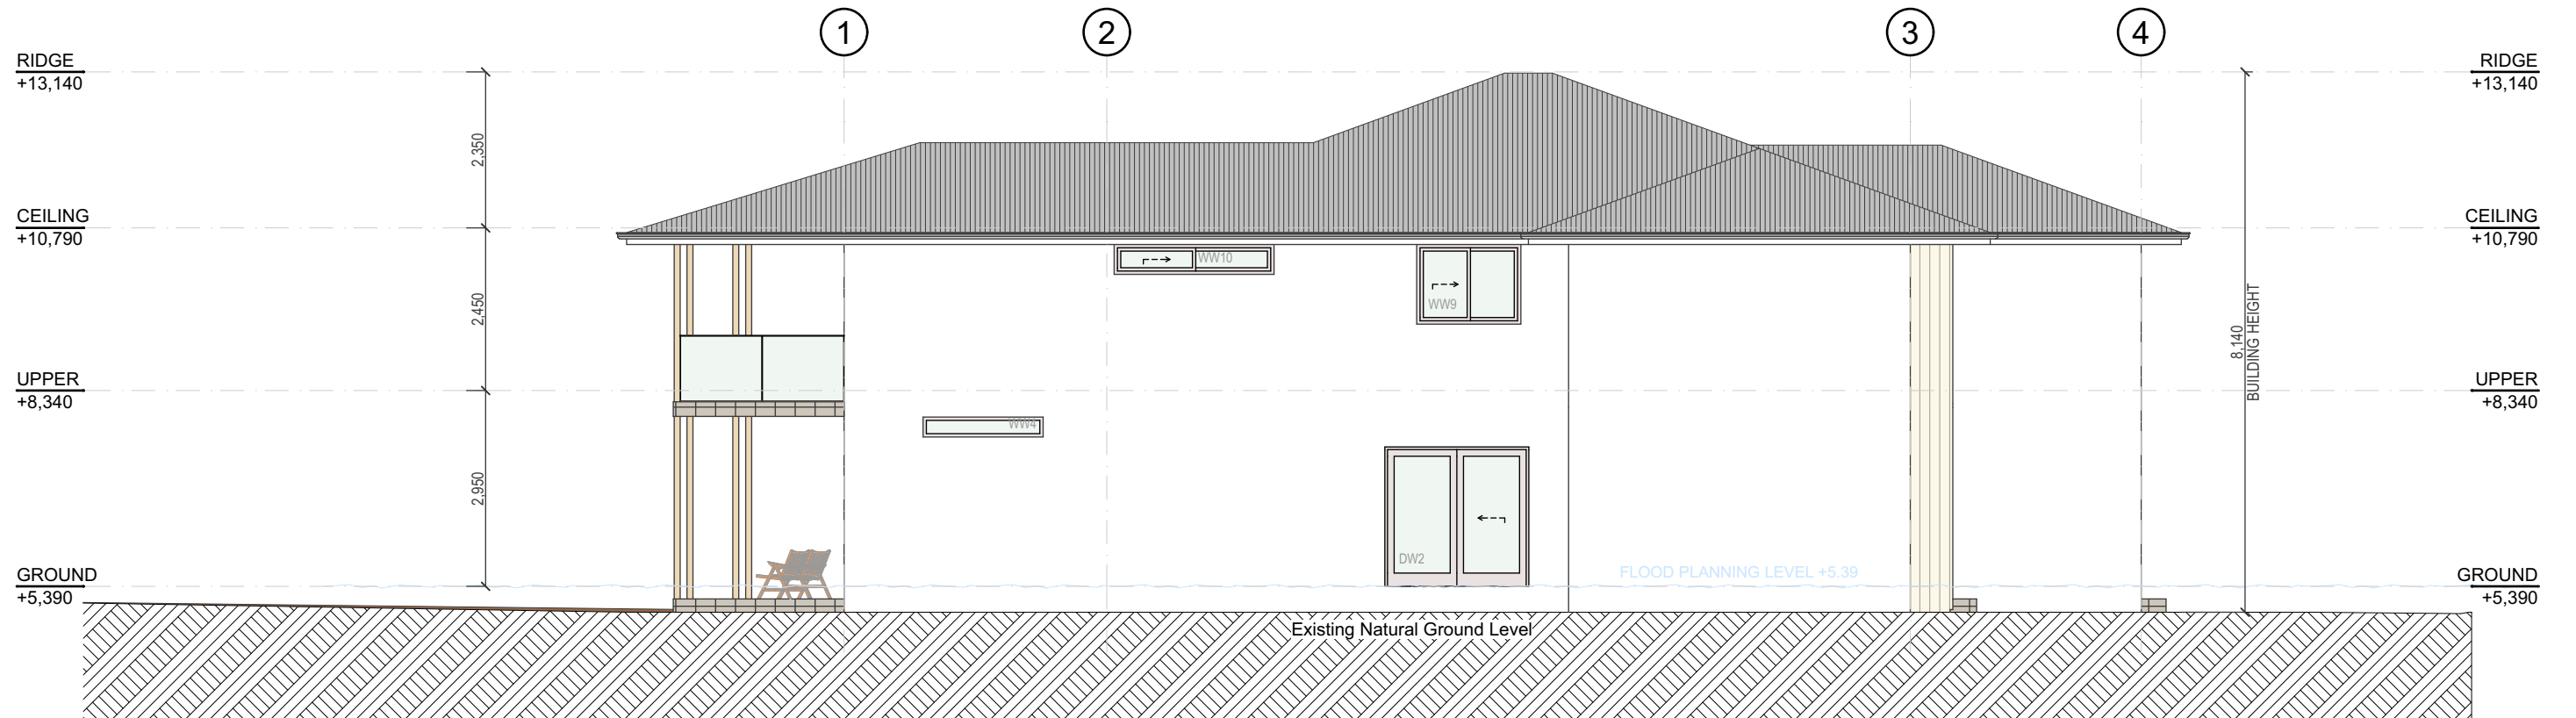 1
2
3
4
RIDGE
+13,140
RIDGE
+13,140
2,350
CEILING
+10,790
CEILING
+10,790
WW10
WW9
2,450
8,140
BUILDING HEIGHT
UPPER
+8,340
UPPER
+8,340
WW4
2,950
DW2
FLOOD PLANNING LEVEL +5.39
GROUND
+5,390
GROUND
+5,390
Existing Natural Ground Level